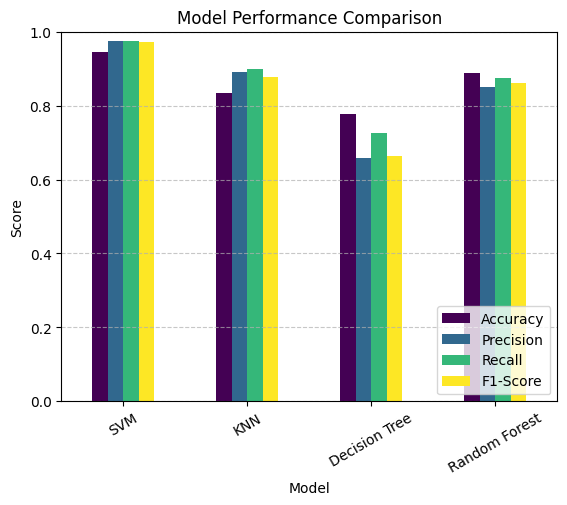 Model Performance Comparison
1.0
0.8
0.6
0.4
0.2
0.0
Score
Accuracy
Precision
Recall
F1-Score
SVM
KNN
Decision Tree
Random Forest
Model